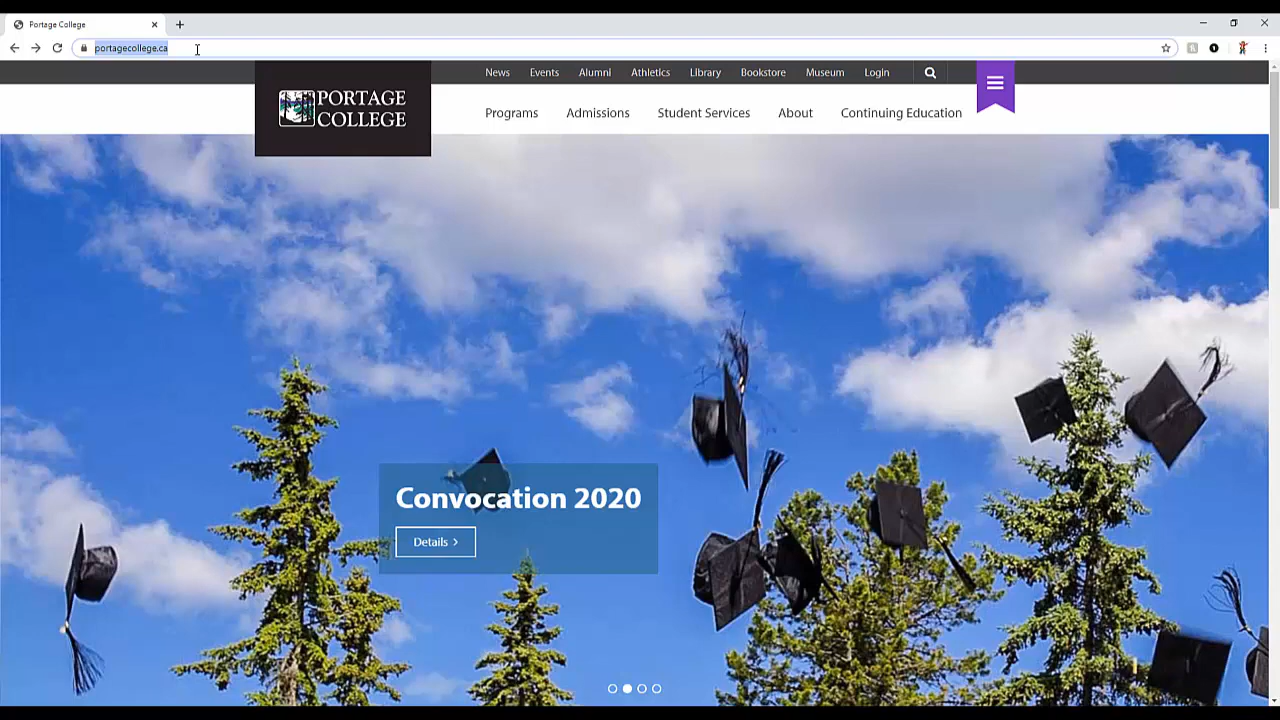 Portage College
portagecollege.ca
News Events Alumni Athletics Library Bookstore Museum Login
PORTAGE
COLLEGE
Programs Admissions Student Services About Continuing Education
Convocation 2020
Details >